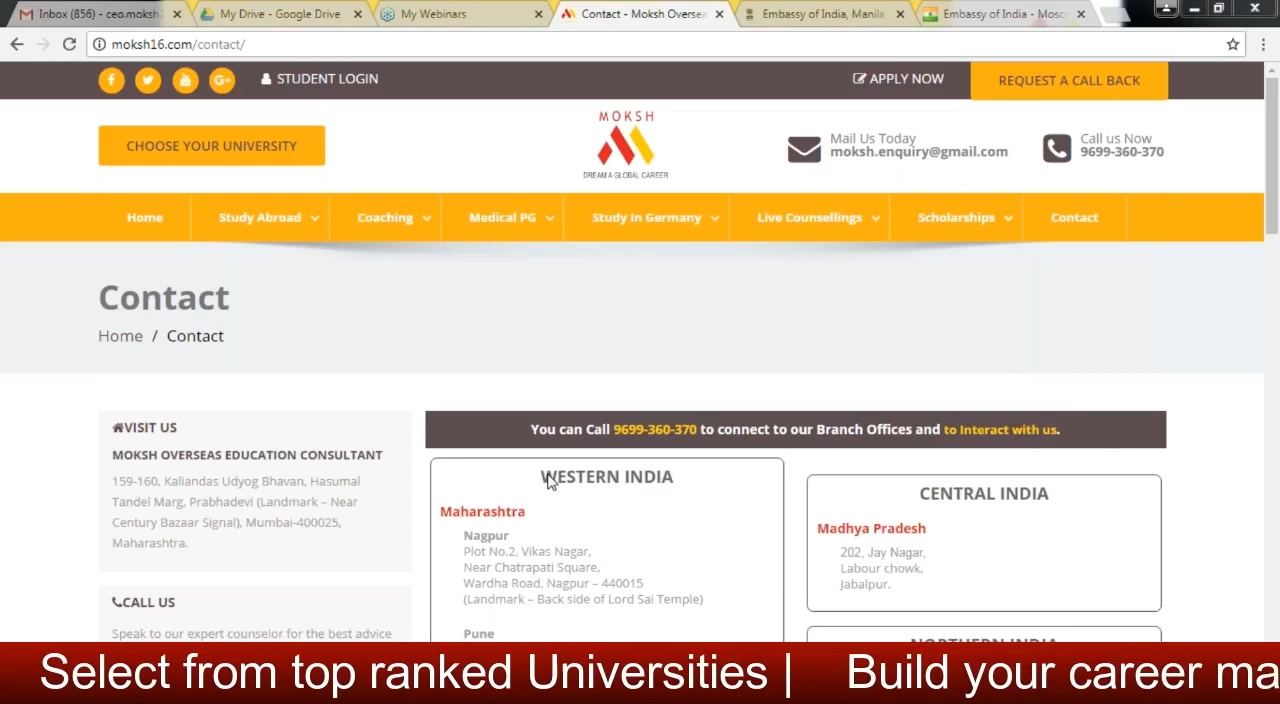 Inbox (856) - ceo.moksh
My Drive - Google Drive
My Webinars
Contact - Moksh Oversea
Embassy of India, Manila
Embassy of India - Mosc
moksh16.com/contact/
STUDENT LOGIN
APPLY NOW
REQUEST A CALL BACK
CHOOSE YOUR UNIVERSITY
MOKSH
DREAM A GLOBAL CAREER
Mail Us Today
moksh.enquiry@gmail.com
Call us Now
9699-360-370
Home
Study Abroad
Coaching
Medical PG
Study In Germany
Live Counsellings
Scholarships
Contact
Contact
Home / Contact
VISIT US
MOKSH OVERSEAS EDUCATION CONSULTANT
159-160, Kaliandas Udyog Bhavan, Hasumal
Tandel Marg, Prabhadevi (Landmark – Near
Century Bazaar Signal), Mumbai-400025,
Maharashtra.
CALL US
Speak to our expert counselor for the best advice
You can Call 9699-360-370 to connect to our Branch Offices and to Interact with us.
WESTERN INDIA
Maharashtra
Nagpur
Plot No.2, Vikas Nagar,
Near Chatrapati Square,
Wardha Road, Nagpur – 440015
(Landmark – Back side of Lord Sai Temple)
Pune
CENTRAL INDIA
Madhya Pradesh
202, Jay Nagar,
Labour chowk,
Jabalpur.
NORTHERN INDIA
Select from top ranked Universities | Build your career ma